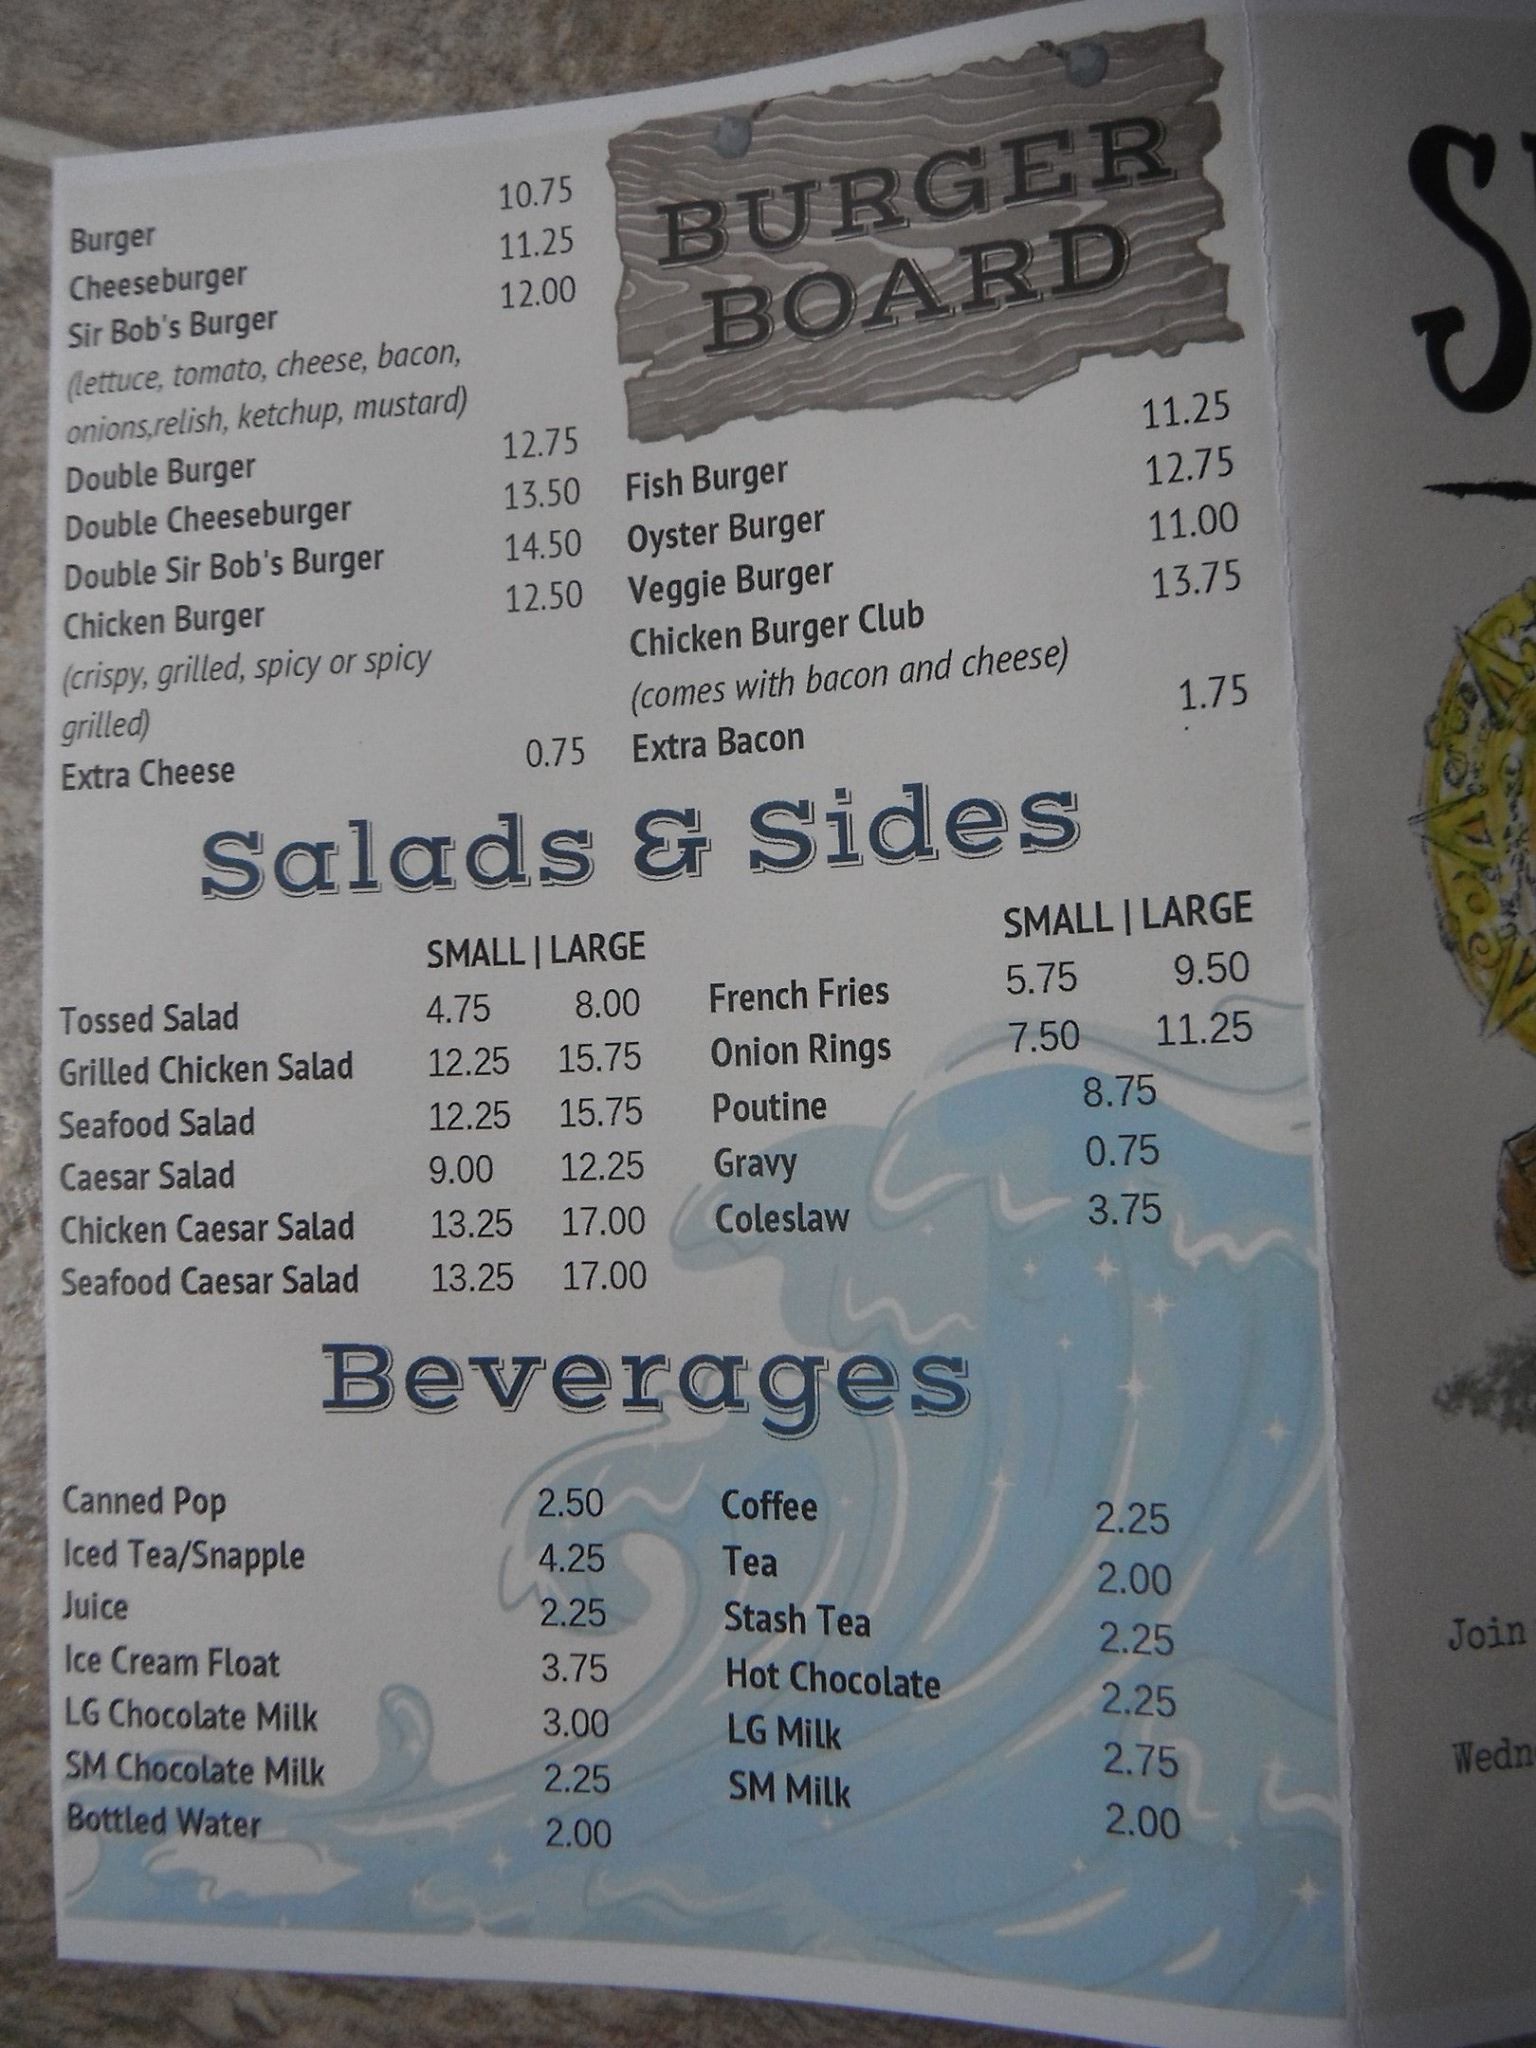 BURGER
BOARD
Burger 10.75
Cheeseburger 11.25
Sir Bob's Burger 12.00
(lettuce, tomato, cheese, bacon,
onions,relish, ketchup, mustard)
Double Burger 12.75
Double Cheeseburger 13.50
Double Sir Bob's Burger 14.50
Chicken Burger 12.50
(crispy, grilled, spicy or spicy
grilled)
Extra Cheese 0.75
Fish Burger 11.25
Oyster Burger 12.75
Veggie Burger 11.00
Chicken Burger Club 13.75
(comes with bacon and cheese)
Extra Bacon 1.75
Salads & Sides
SMALL | LARGE
Tossed Salad 4.75 8.00
Grilled Chicken Salad 12.25 15.75
Seafood Salad 12.25 15.75
Caesar Salad 9.00 12.25
Chicken Caesar Salad 13.25 17.00
Seafood Caesar Salad 13.25 17.00
SMALL | LARGE
French Fries 5.75 9.50
Onion Rings 7.50 11.25
Poutine 8.75
Gravy 0.75
Coleslaw 3.75
Beverages
Canned Pop 2.50
Iced Tea/Snapple 4.25
Juice 2.25
Ice Cream Float 3.75
LG Chocolate Milk 3.00
SM Chocolate Milk 2.25
Bottled Water 2.00
Coffee 2.25
Tea 2.00
Stash Tea 2.25
Hot Chocolate 2.25
LG Milk 2.75
SM Milk 2.00
Join